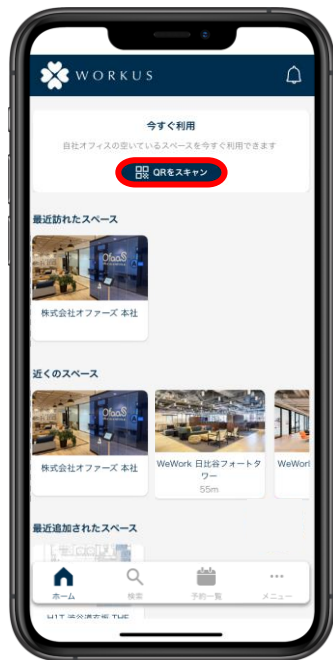 WORKUS
今すぐ利用
自社オフィスの空いているスペースを今すぐ利用できます
QRをスキャン
最近訪れたスペース
OfaaS
株式会社オファーズ 本社
近くのスペース
OfaaS
株式会社オファーズ 本社
WeWork 日比谷フォートタ
ワー
55m
WeWor
最近追加されたスペース
ホーム
検索
予約一覧
メニュー